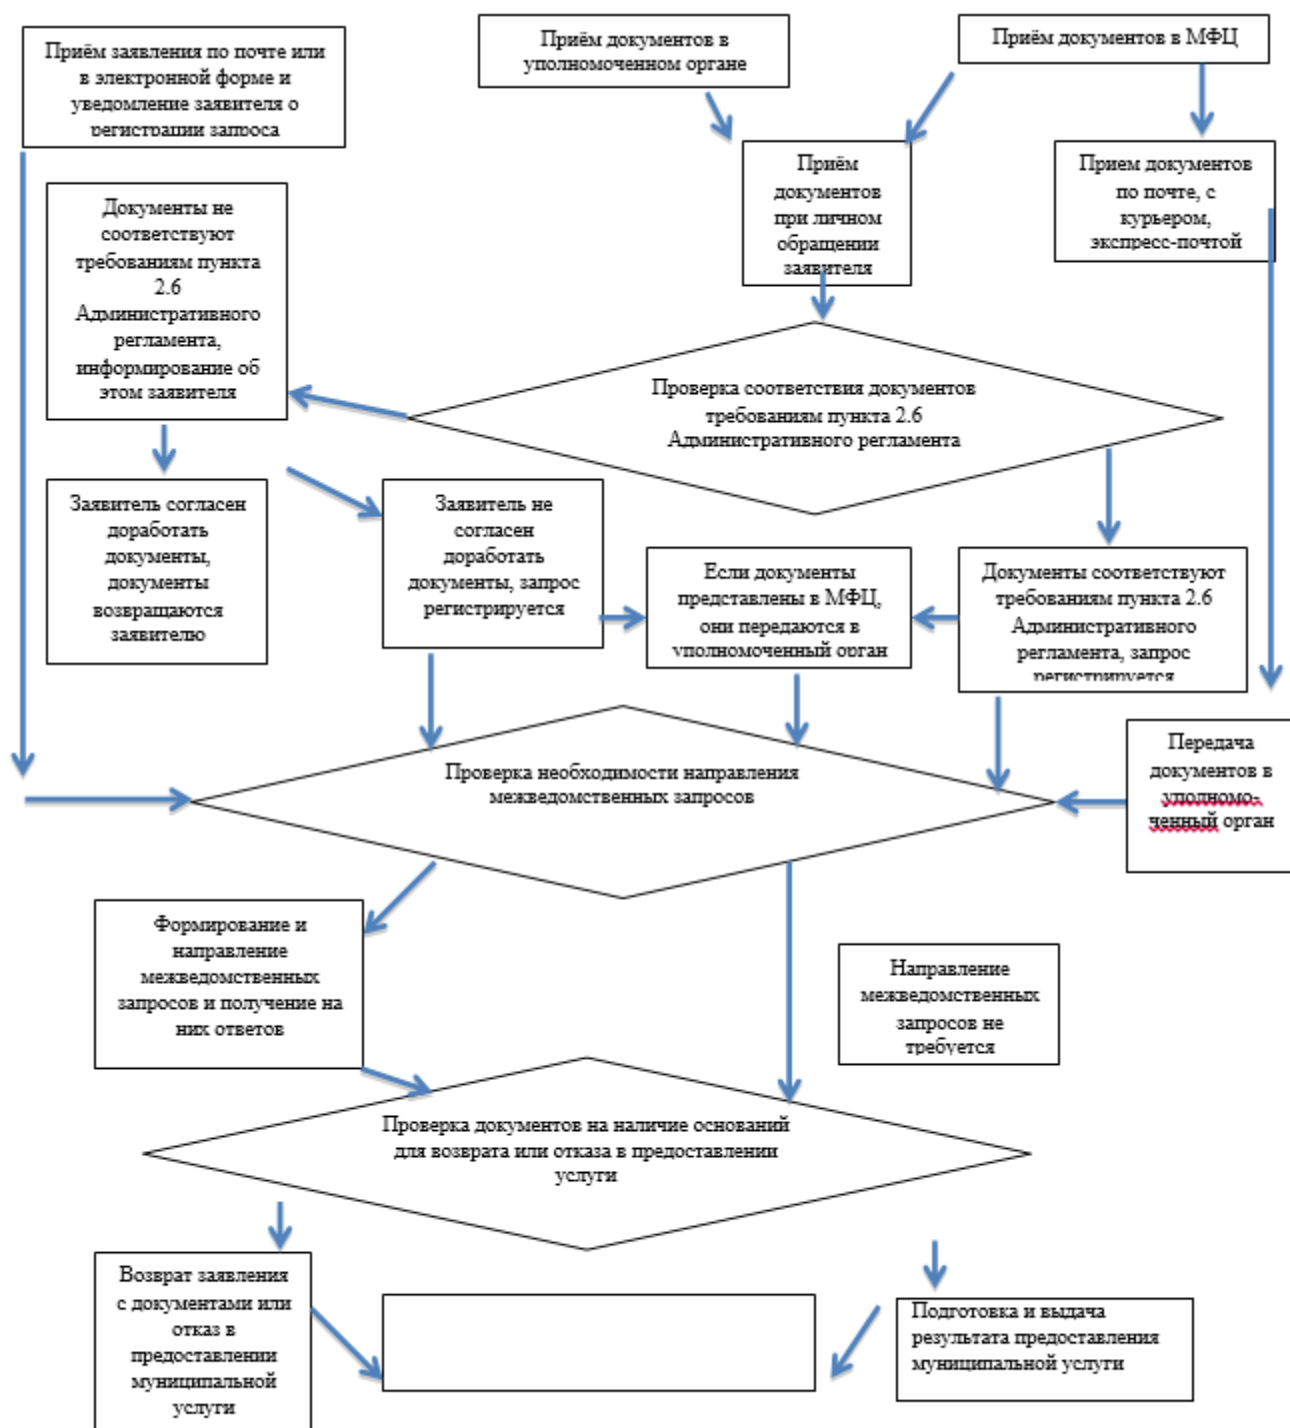 Приём заявления по почте или
в электронной форме и
уведомление заявителя о
регистрации запроса
Приём документов в
уполномоченном органе
Приём документов в МФЦ
Приём
документов
при личном
обращении
заявителя
Прием документов
по почте, с
курьером,
экспресс-почтой
Документы не
соответствуют
требованиям пункта
2.6
Административного
регламента,
информирование об
этом заявителя
Проверка соответствия документов
требованиям пункта 2.6
Административного регламента
Заявитель согласен
доработать
документы,
документы
возвращаются
заявителю
Заявитель не
согласен
доработать
документы, запрос
регистрируется
Если документы
представлены в МФЦ,
они передаются в
уполномоченный орган
Документы соответствуют
требованиям пункта 2.6
Административного
регламента, запрос
регистрируется
Передача
документов в
уполномо-
ченный орган
Проверка необходимости направления
межведомственных запросов
Формирование и
направление
межведомственных
запросов и получение на
них ответов
Направление
межведомственных
запросов не
требуется
Проверка документов на наличие оснований
для возврата или отказа в предоставлении
услуги
Возврат заявления
с документами или
отказ в
предоставлении
муниципальной
услуги
Подготовка и выдача
результата предоставления
муниципальной услуги